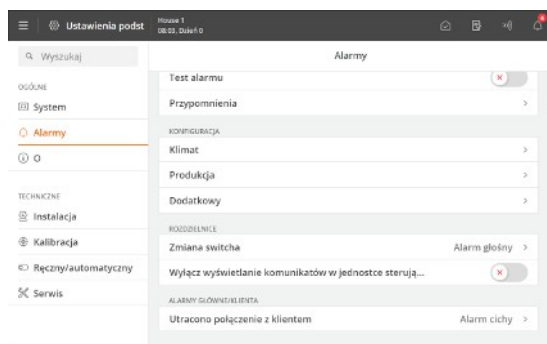 Ustawienia podst
House 1
08:03, Dzień 0
Wyszukaj
OGÓLNE
System
Alarmy
O
TECHNICZNE
Instalacja
Kalibracja
Ręczny/automatyczny
Serwis
Alarmy
Test alarmu
Przypomnienia
KONFIGURACJA
Klimat
Produkcja
Dodatkowy
ROZDZIELNICE
Zmiana switcha Alarm głośny
Wyłącz wyświetlanie komunikatów w jednostce sterują...
ALARMY GŁÓWNE/KLIENTA
Utracono połączenie z klientem Alarm cichy